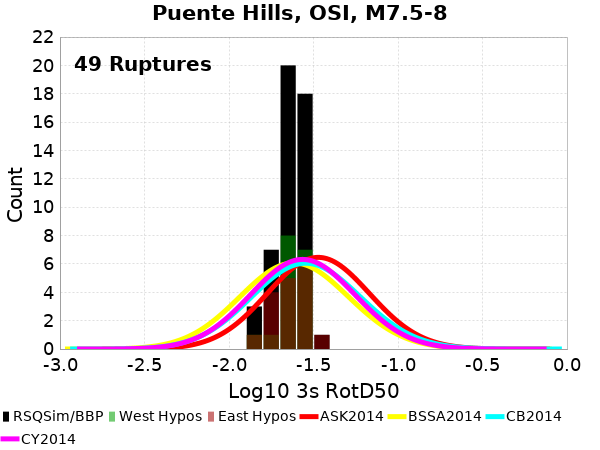 Puente Hills, OSI, M7.5-8
49 Ruptures
Count
22
20
18
16
14
12
10
8
6
4
2
0
-3.0 -2.5 -2.0 -1.5 -1.0 -0.5 0.0
Log10 3s RotD50
RSQSim/BBP West Hypos East Hypos ASK2014 BSSA2014 CB2014
CY2014